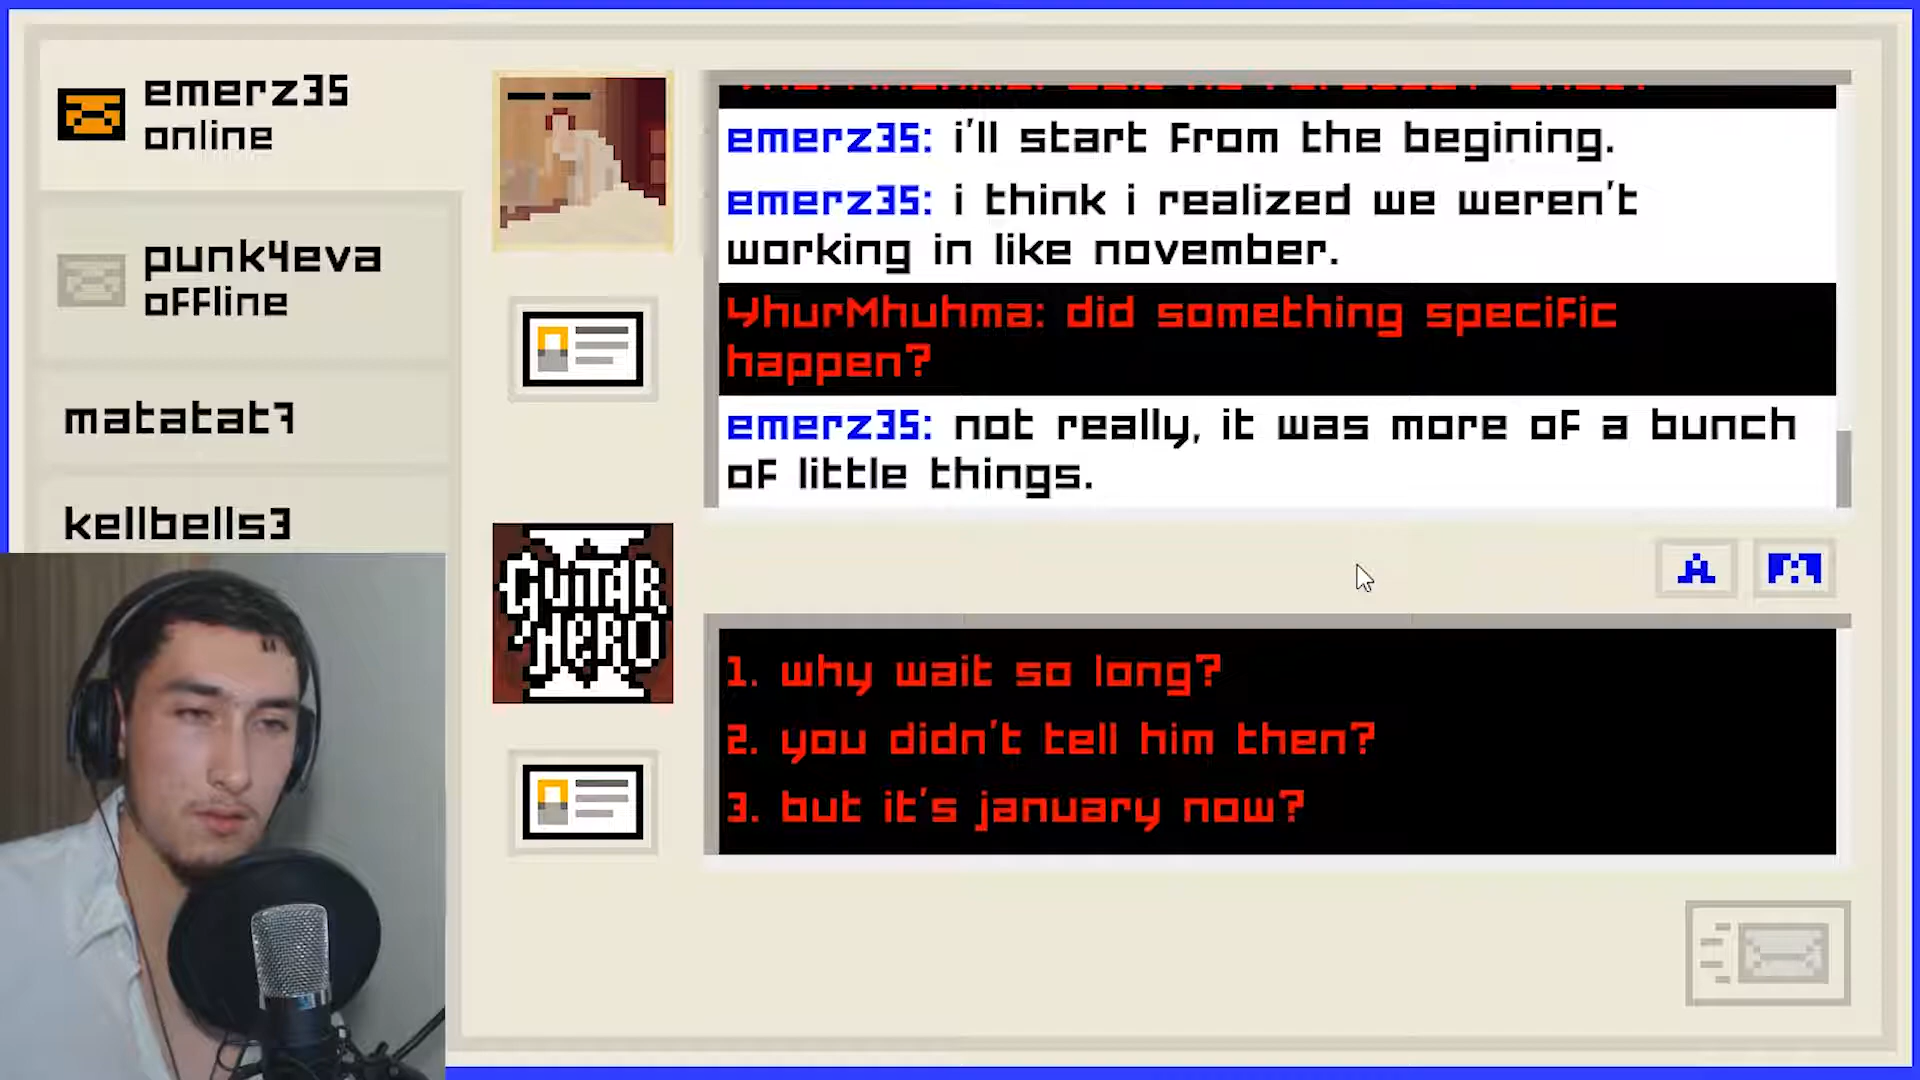 emerz35
online
punk4eva
offline
matatat7
kellbells3
emerz35: i'll start from the begining.
emerz35: i think i realized we weren't
working in like november.
YhurMhuhma: did something specific
happen?
emerz35: not really, it was more of a bunch
of little things.
GUITAR
HERO
A
1. why wait so long?
2. you didn't tell him then?
3. but it's january now?